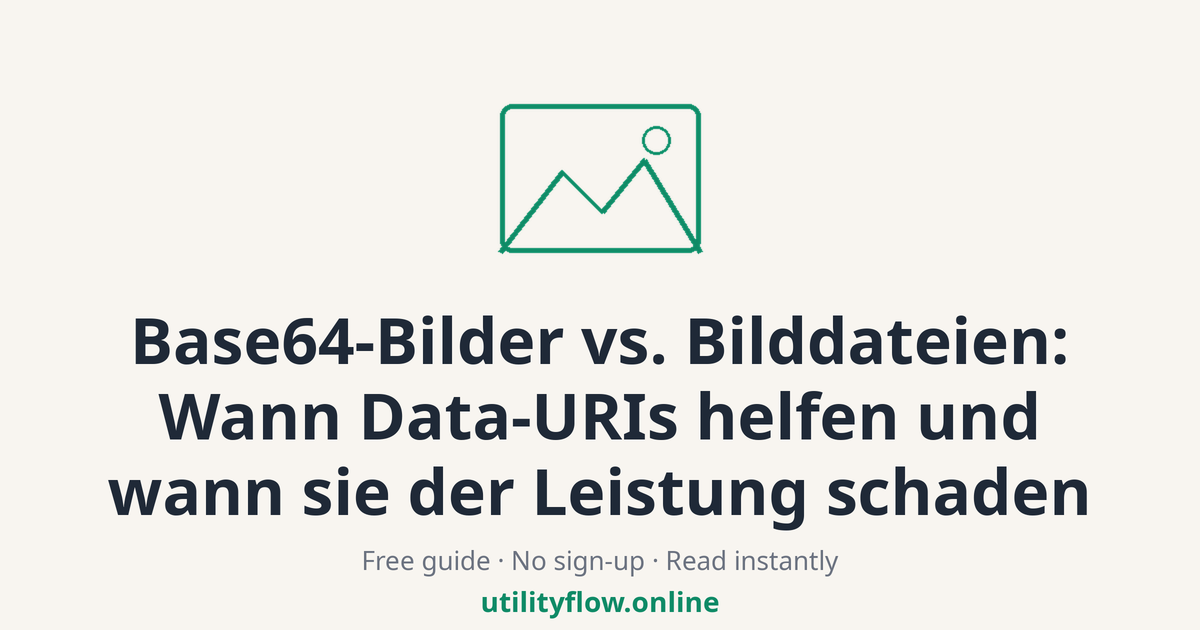 Base64-Bilder vs. Bilddateien:
Wann Data-URIs helfen und
wann sie der Leistung schaden
Free guide · No sign-up · Read instantly
utilityflow.online